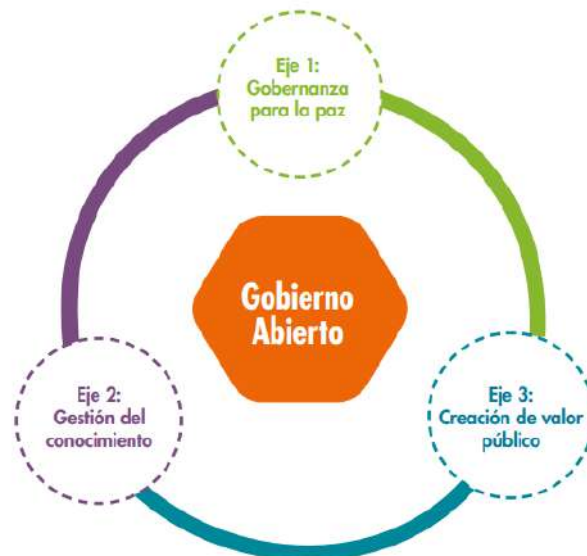 Eje 1:
Gobernanza
para la paz
Gobierno
Abierto
Eje 2:
Gestión del
conocimiento
Eje 3:
Creación de valor
público